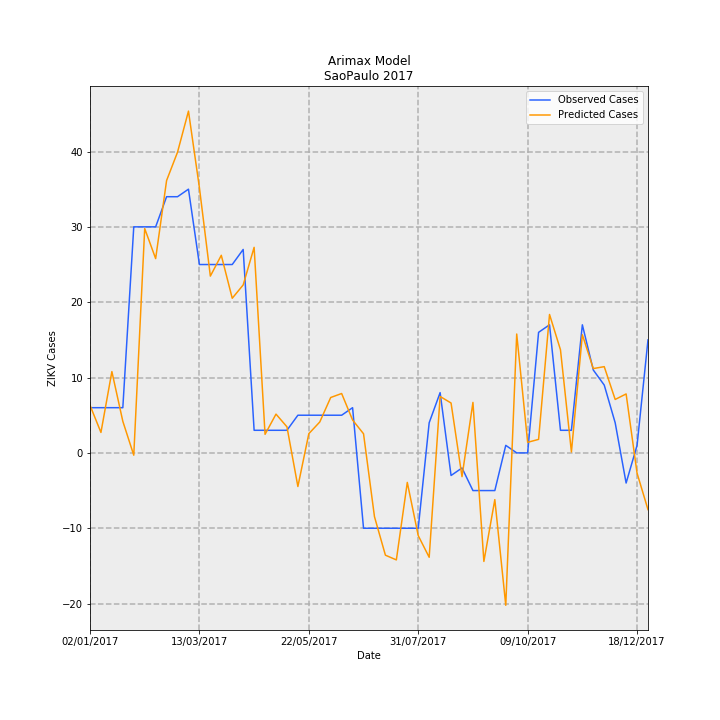 Arimax Model
SaoPaulo 2017
Observed Cases
Predicted Cases
ZIKV Cases
40
30
20
10
0
−10
−20
02/01/2017
13/03/2017
22/05/2017
31/07/2017
09/10/2017
18/12/2017
Date